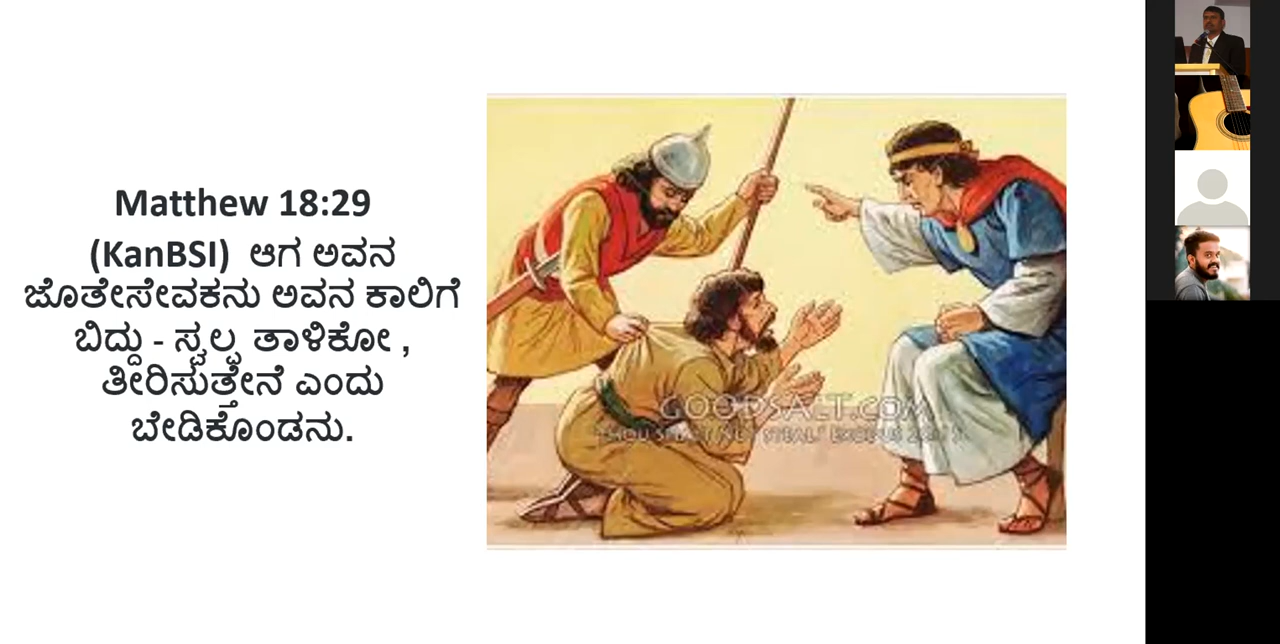 Matthew 18:29
(KanBSI) ಆಗ ಅವನ
ಜೊತೇಸೇವಕನು ಅವನ ಕಾಲಿಗೆ
ಬಿದ್ದು - ಸ್ವಲ್ಪ ತಾಳಿಕೋ ,
ತೀರಿಸುತ್ತೇನೆ ಎಂದು
ಬೇಡಿಕೊಂಡನು.
GOODSALT.COM